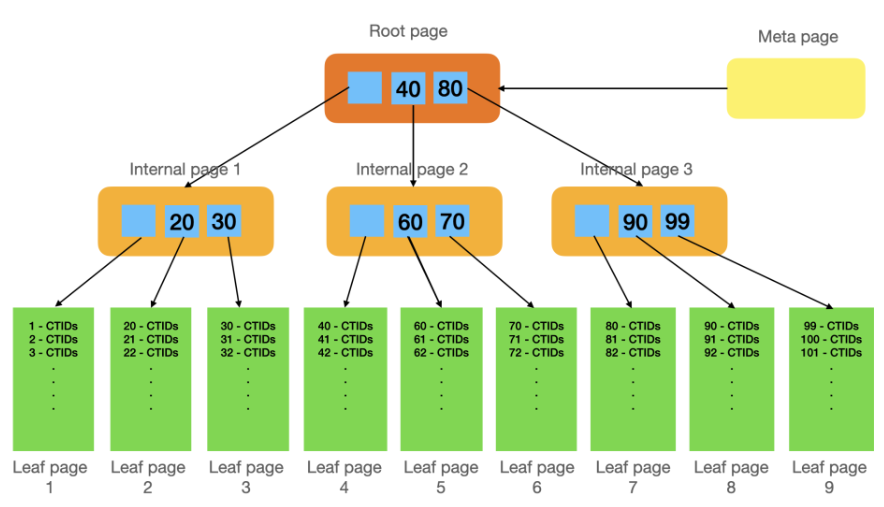 Root page
Meta page
40 80
Internal page 1
Internal page 2
Internal page 3
20 30
60 70
90 99
1 - CTIDs
2 - CTIDs
3 - CTIDs
.
.
.
.
20 - CTIDs
21 - CTIDs
22 - CTIDs
.
.
.
.
30 - CTIDs
31 - CTIDs
32 - CTIDs
.
.
.
.
40 - CTIDs
41 - CTIDs
42 - CTIDs
.
.
.
.
60 - CTIDs
61 - CTIDs
62 - CTIDs
.
.
.
.
70 - CTIDs
71 - CTIDs
72 - CTIDs
.
.
.
.
80 - CTIDs
81 - CTIDs
82 - CTIDs
.
.
.
.
90 - CTIDs
91 - CTIDs
92 - CTIDs
.
.
.
.
99 - CTIDs
100 - CTIDs
101 - CTIDs
.
.
.
.
Leaf page
1
Leaf page
2
Leaf page
3
Leaf page
4
Leaf page
5
Leaf page
6
Leaf page
7
Leaf page
8
Leaf page
9